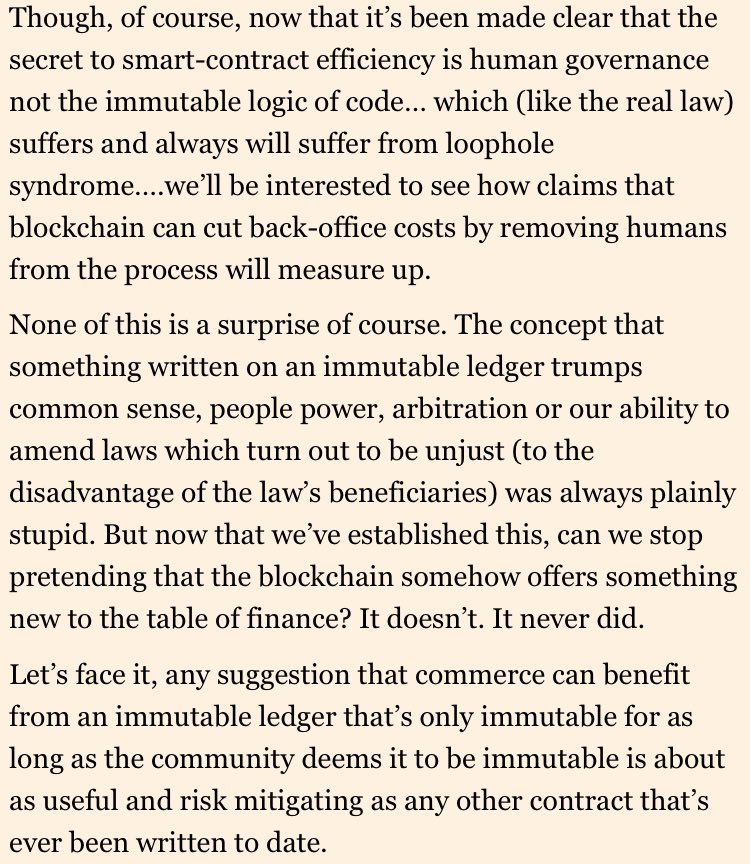 Though, of course, now that it’s been made clear that the
secret to smart-contract efficiency is human governance
not the immutable logic of code... which (like the real law)
suffers and always will suffer from loophole
syndrome....we’ll be interested to see how claims that
blockchain can cut back-office costs by removing humans
from the process will measure up.
None of this is a surprise of course. The concept that
something written on an immutable ledger trumps
common sense, people power, arbitration or our ability to
amend laws which turn out to be unjust (to the
disadvantage of the law’s beneficiaries) was always plainly
stupid. But now that we’ve established this, can we stop
pretending that the blockchain somehow offers something
new to the table of finance? It doesn’t. It never did.
Let’s face it, any suggestion that commerce can benefit
from an immutable ledger that’s only immutable for as
long as the community deems it to be immutable is about
as useful and risk mitigating as any other contract that’s
ever been written to date.